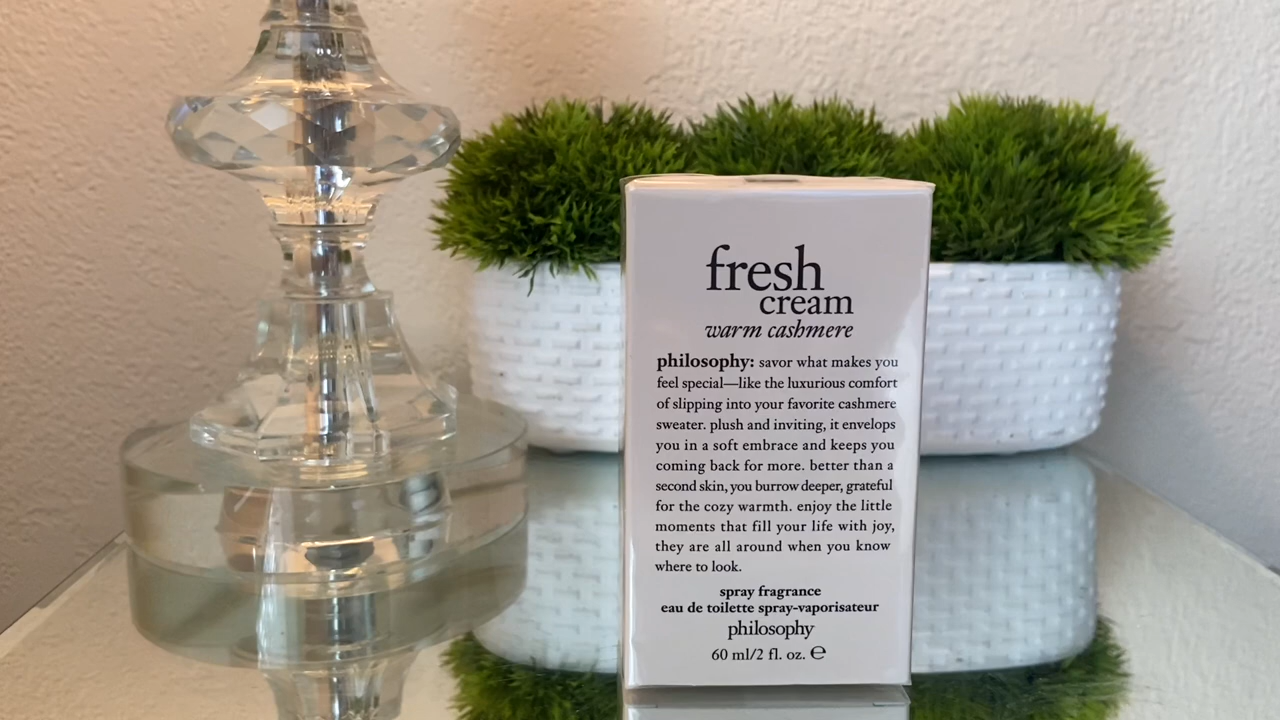 fresh
cream
warm cashmere
philosophy: savor what makes you
feel special—like the luxurious comfort
of slipping into your favorite cashmere
sweater. plush and inviting, it envelops
you in a soft embrace and keeps you
coming back for more. better than a
second skin, you burrow deeper, grateful
for the cozy warmth. enjoy the little
moments that fill your life with joy,
they are all around when you know
where to look.
spray fragrance
eau de toilette spray-vaporisateur
philosophy
60 ml/2 fl. oz. ℮